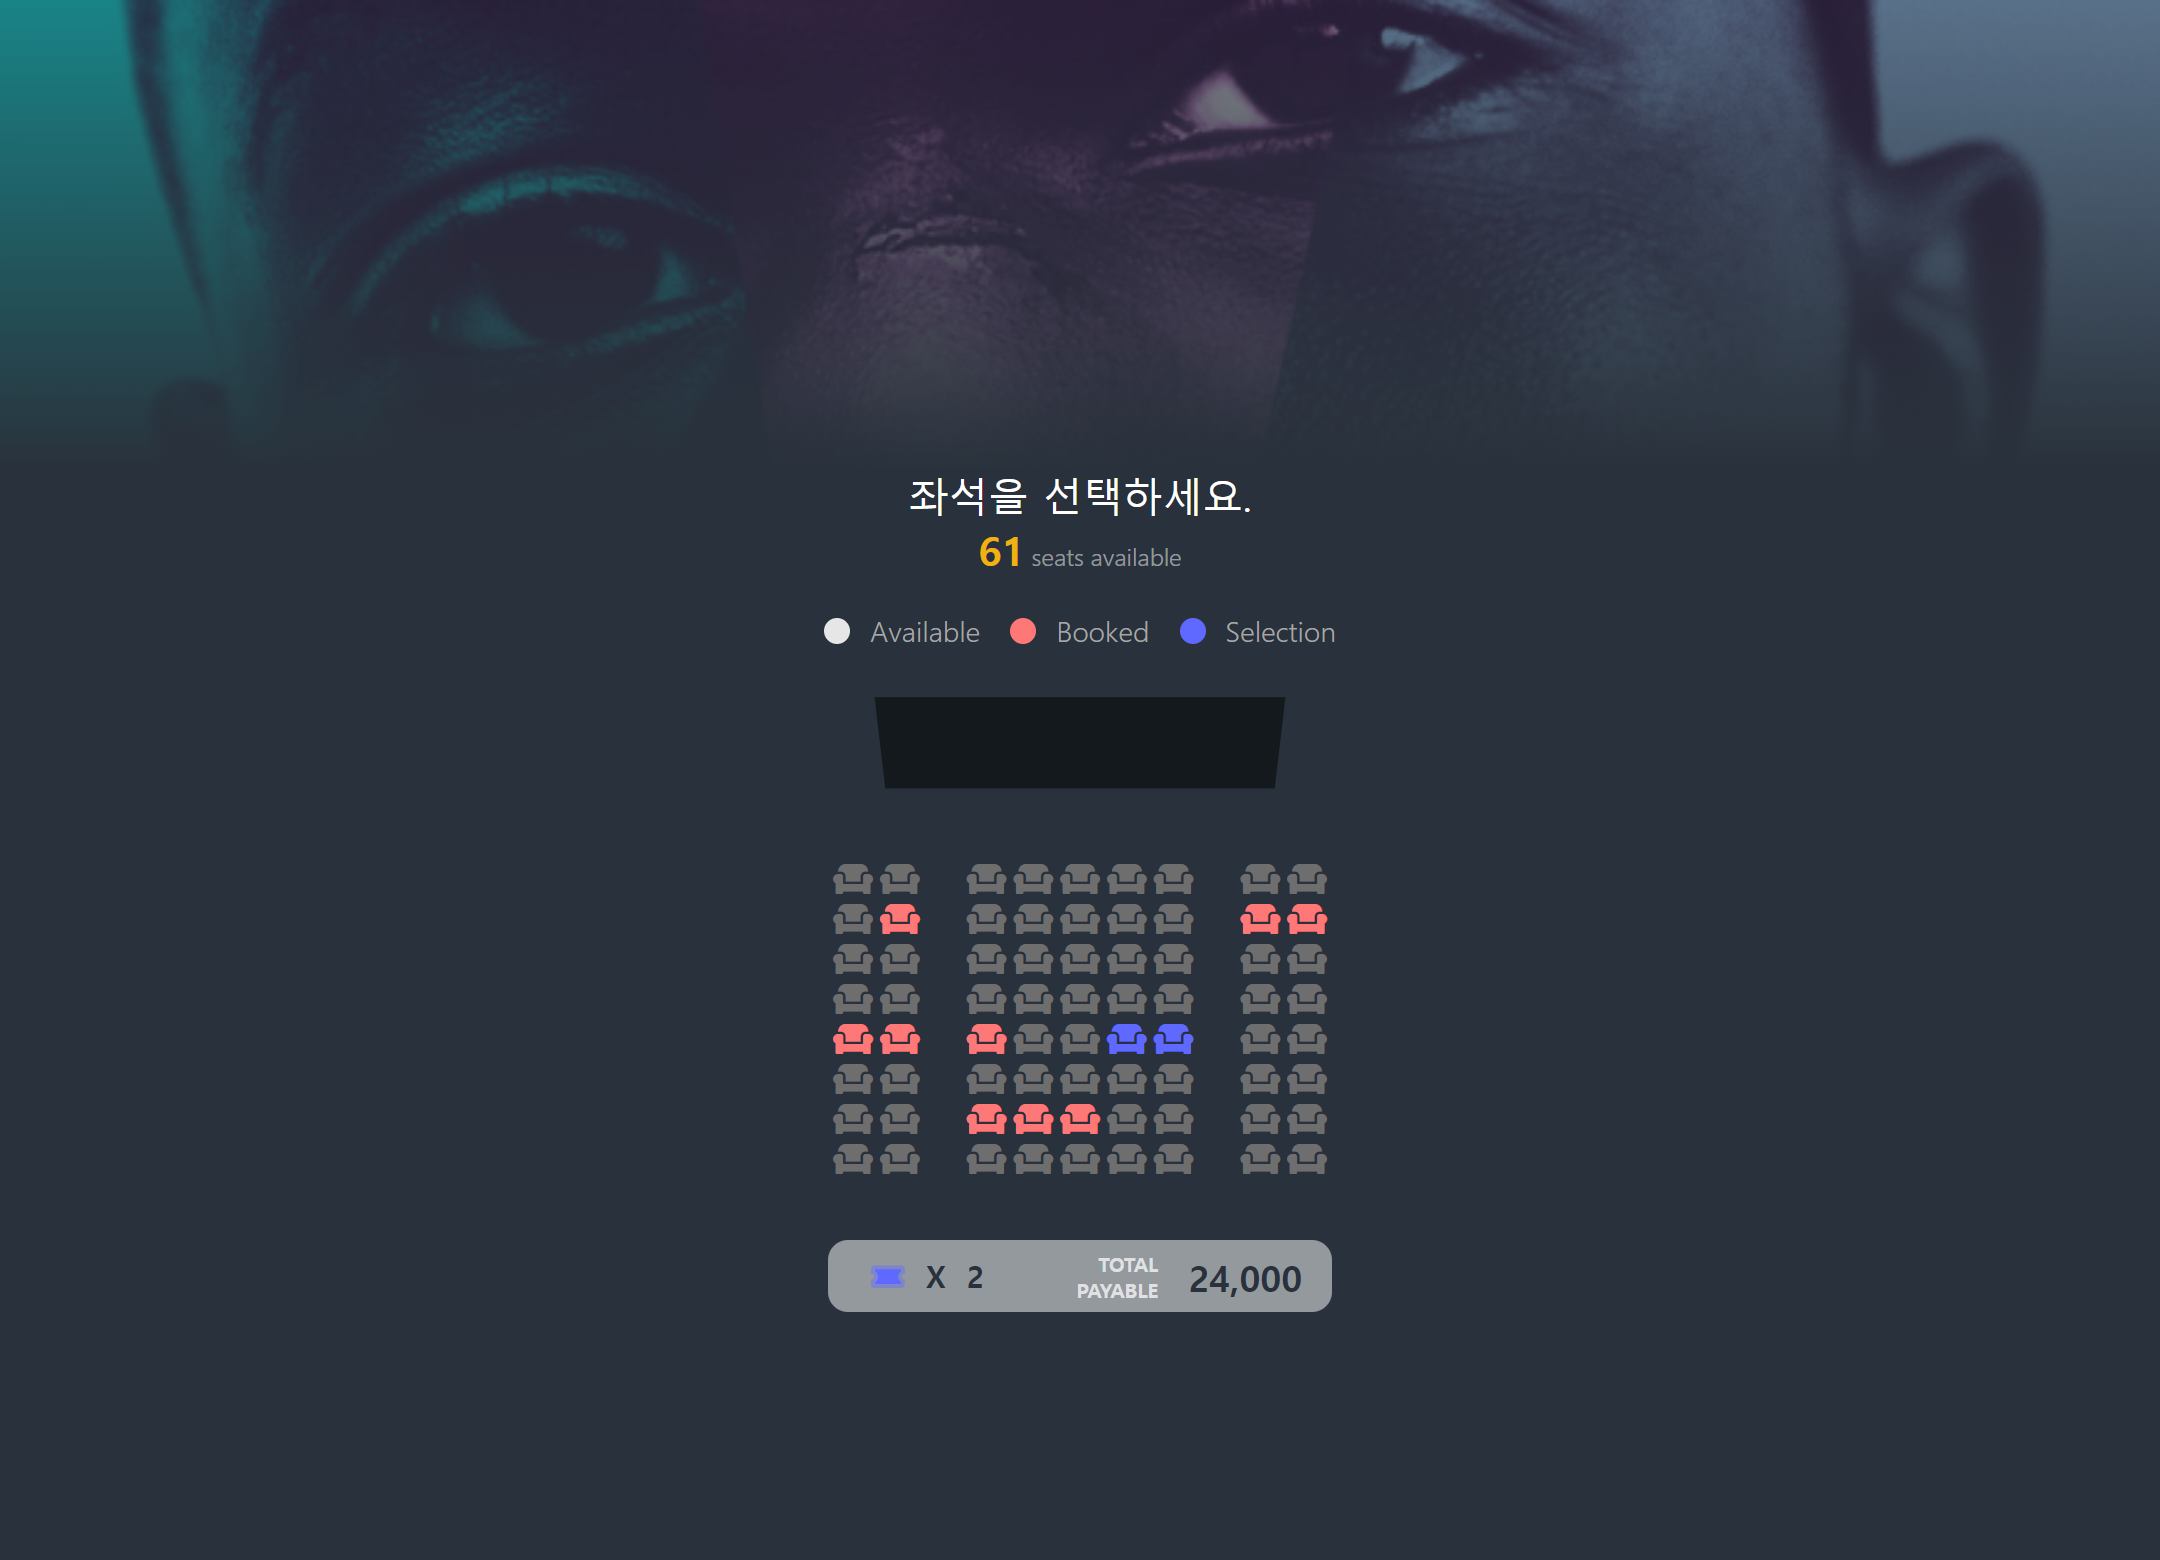 좌석을 선택하세요.
61 seats available
Available Booked Selection
X 2
TOTAL
PAYABLE
24,000